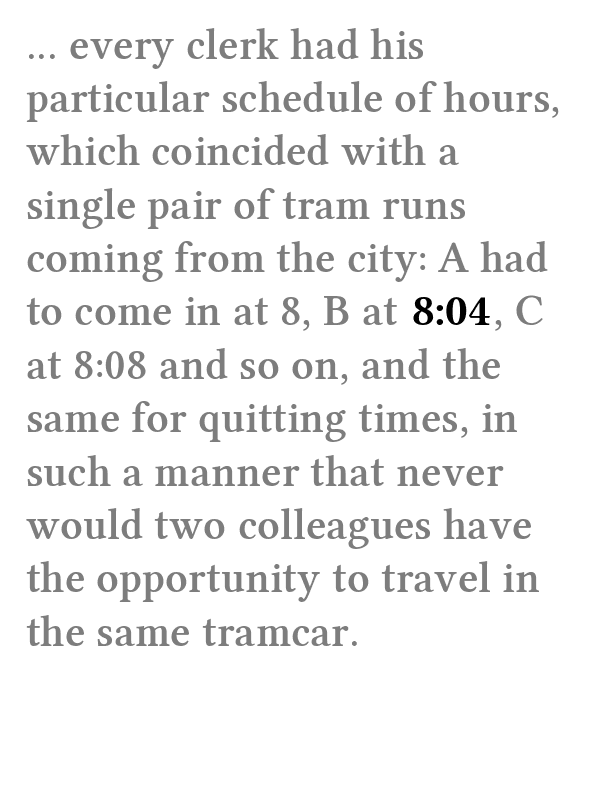 ... every clerk had his
particular schedule of hours,
which coincided with a
single pair of tram runs
coming from the city: A had
to come in at 8, B at 8:04, C
at 8:08 and so on, and the
same for quitting times, in
such a manner that never
would two colleagues have
the opportunity to travel in
the same tramcar.